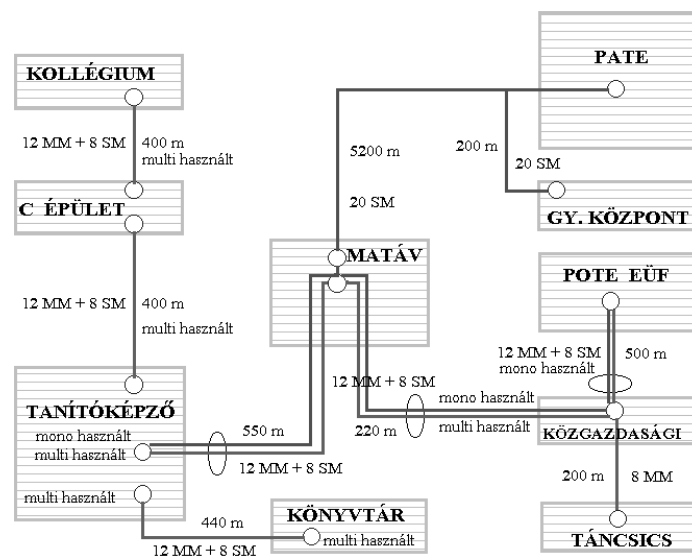 KOLLÉGIUM
12 MM + 8 SM
400 m
multi használt
C ÉPÜLET
12 MM + 8 SM
400 m
multi használt
TANÍTÓKÉPZŐ
mono használt
multi használt
multi használt
550 m
12 MM + 8 SM
440 m
12 MM + 8 SM
KÖNYVTÁR
multi használt
MATÁV
5200 m
20 SM
PATE
200 m
20 SM
GY. KÖZPONT
POTE EÜF
12 MM + 8 SM
mono használt
500 m
12 MM + 8 SM
220 m
mono használt
multi használt
KÖZGAZDASÁGI
200 m
8 MM
TÁNCSICS